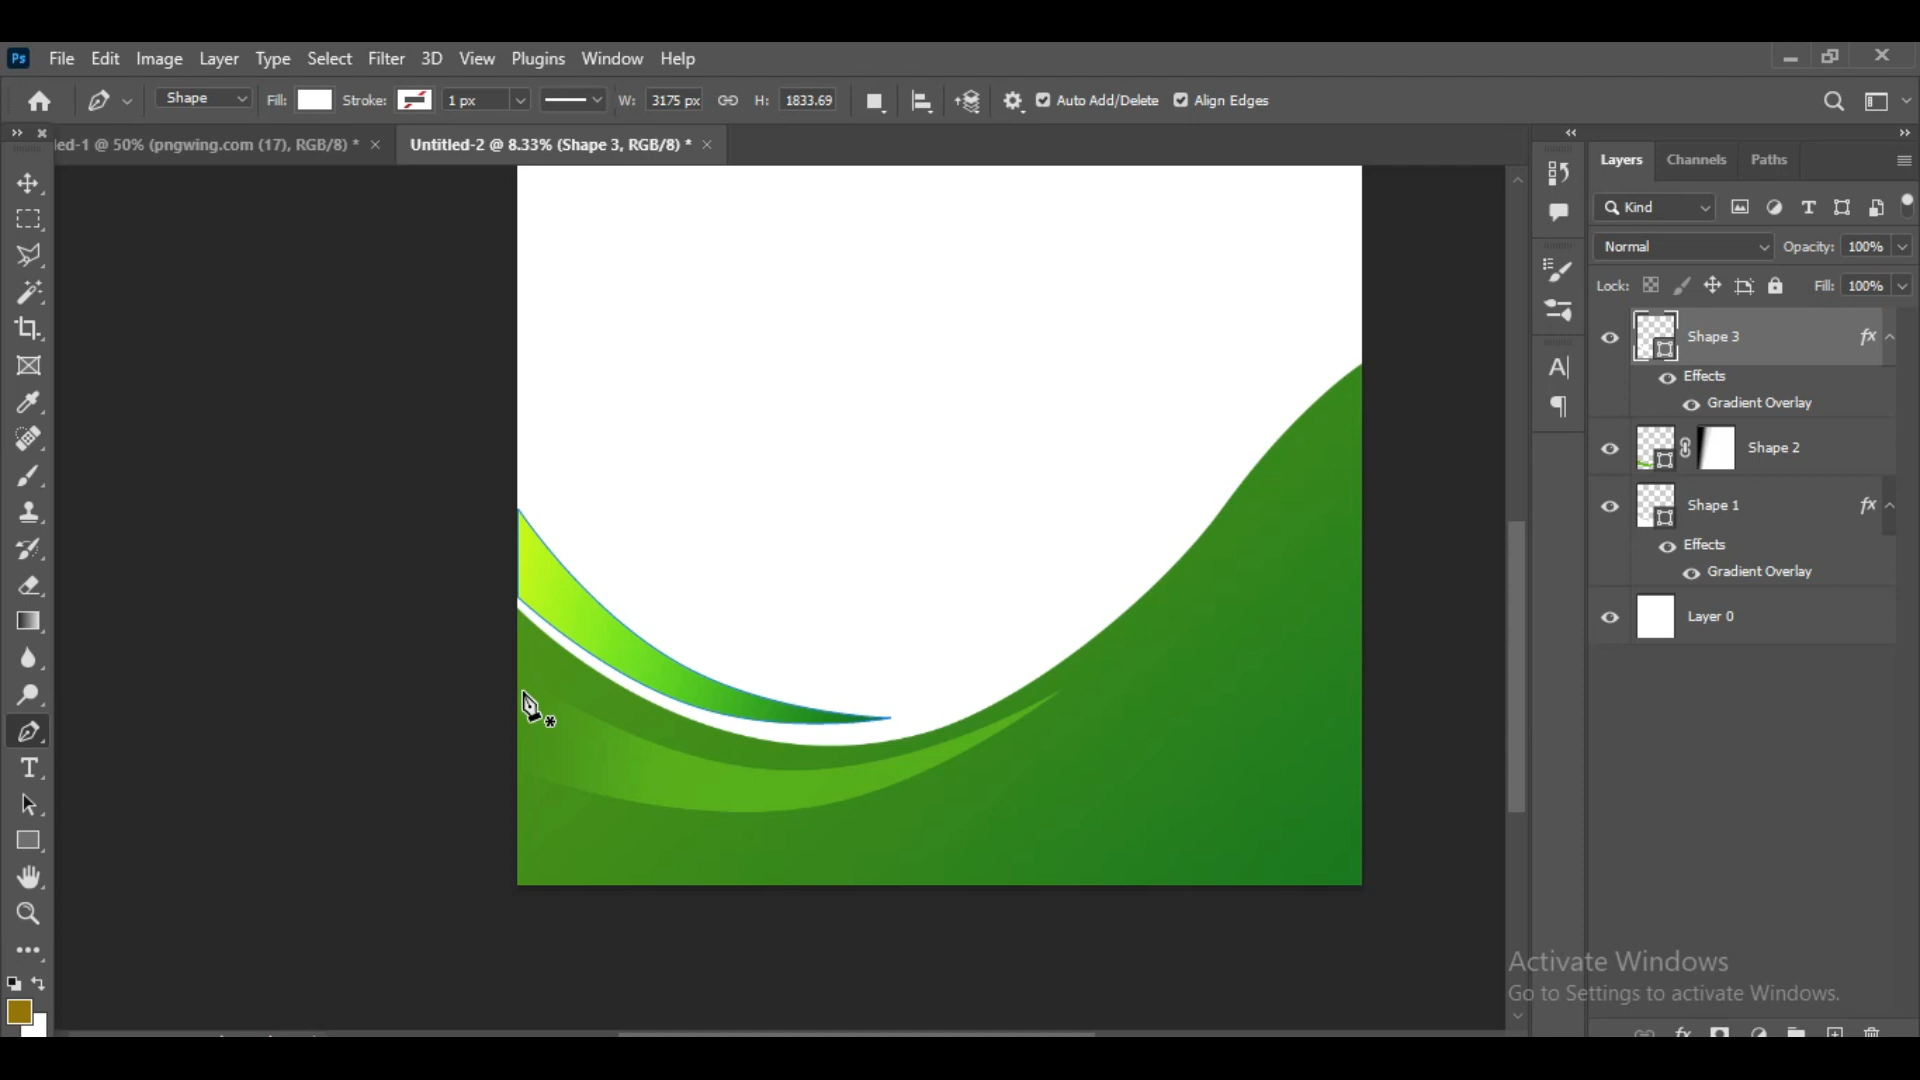 Ps File Edit Image Layer Type Select Filter 3D View Plugins Window Help
Shape Fill: Stroke: 1 px W: 3175 px H: 1833.69 Auto Add/Delete Align Edges
led-1 @ 50% (pngwing.com (17), RGB/8) * × Untitled-2 @ 8.33% (Shape 3, RGB/8) * ×
Layers Channels Paths
Kind
Normal Opacity: 100%
Lock: Fill: 100%
Shape 3 fx
Effects
Gradient Overlay
Shape 2
Shape 1 fx
Effects
Gradient Overlay
Layer 0
Activate Windows
Go to Settings to activate Windows.